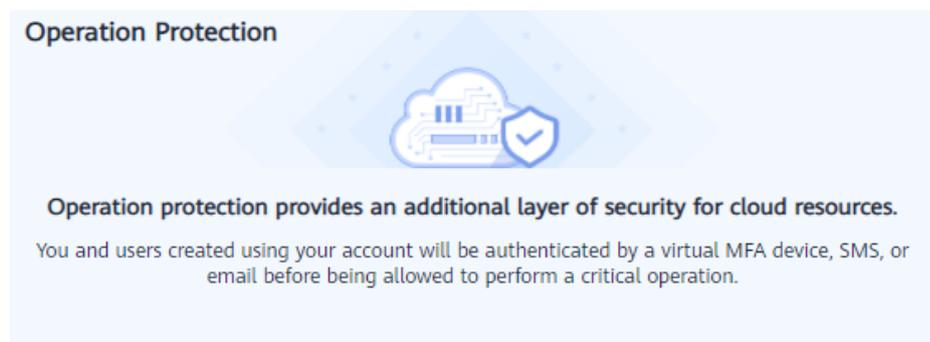 Operation Protection
Operation protection provides an additional layer of security for cloud resources.
You and users created using your account will be authenticated by a virtual MFA device, SMS, or
email before being allowed to perform a critical operation.